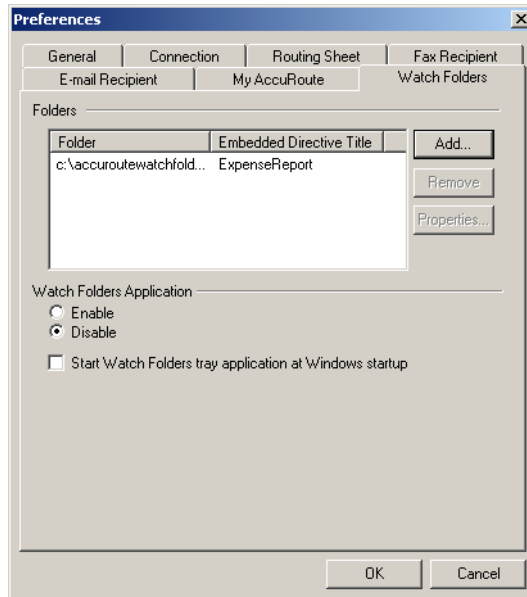 Preferences
General Connection Routing Sheet Fax Recipient
E-mail Recipient My AccuRoute Watch Folders
Folders
Folder Embedded Directive Title Add...
c:\accuroutewatchfold... ExpenseReport
Remove
Properties...
Watch Folders Application
Enable
Disable
Start Watch Folders tray application at Windows startup
OK Cancel